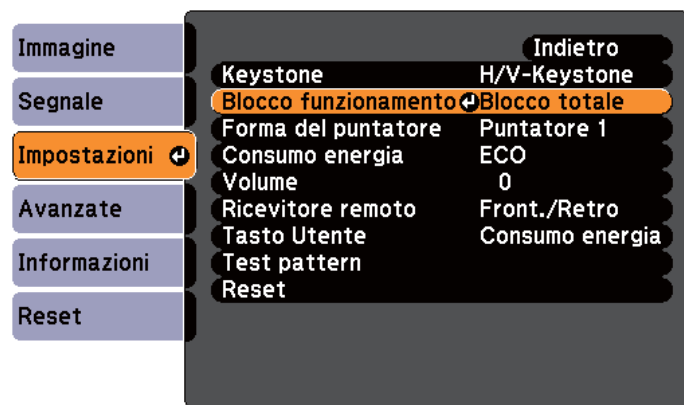 Immagine
Segnale
Impostazioni
Avanzate
Informazioni
Reset
Indietro
Keystone H/V-Keystone
Blocco funzionamento Blocco totale
Forma del puntatore Puntatore 1
Consumo energia ECO
Volume 0
Ricevitore remoto Front./Retro
Tasto Utente Consumo energia
Test pattern
Reset